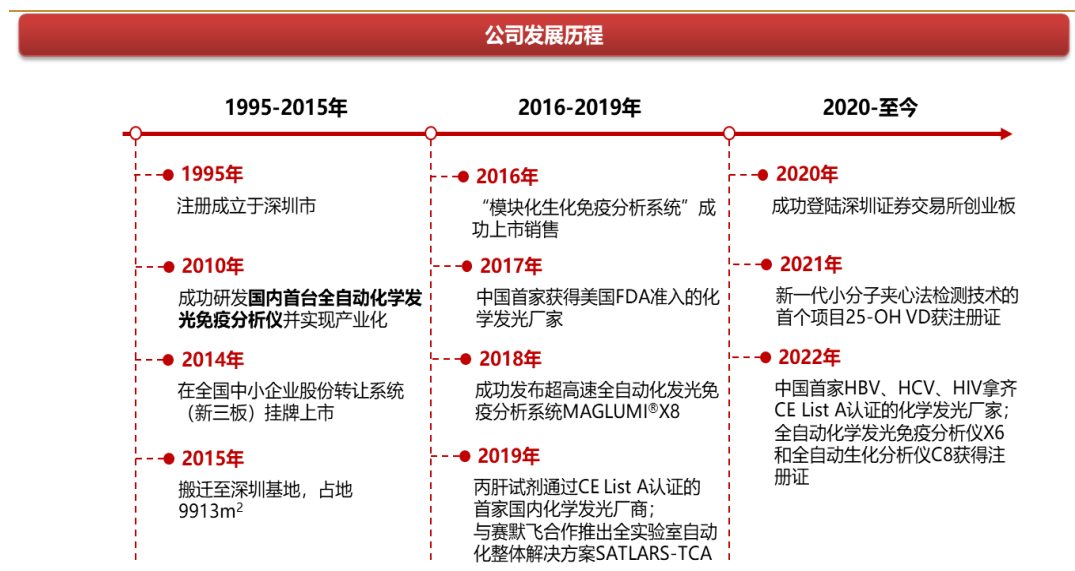 公司发展历程
1995-2015年
2016-2019年
2020-至今
1995年
注册成立于深圳市
2010年
成功研发国内首台全自动化学发
光免疫分析仪并实现产业化
2014年
在全国中小企业股份转让系统
（新三板）挂牌上市
2015年
搬迁至深圳基地，占地
9913m²
2016年
“模块化生化免疫分析系统”成
功上市销售
2017年
中国首家获得美国FDA准入的化
学发光厂家
2018年
成功发布超高速全自动化发光免
疫分析系统MAGLUMI®X8
2019年
丙肝试剂通过CE List A认证的
首家国内化学发光厂商；
与赛默飞合作推出全实验室自动
化整体解决方案SATLARS-TCA
2020年
成功登陆深圳证券交易所创业板
2021年
新一代小分子夹心法检测技术的
首个项目25-OH VD获注册证
2022年
中国首家HBV、HCV、HIV拿齐
CE List A认证的化学发光厂家；
全自动化学发光免疫分析仪X6
和全自动生化分析仪C8获得注
册证